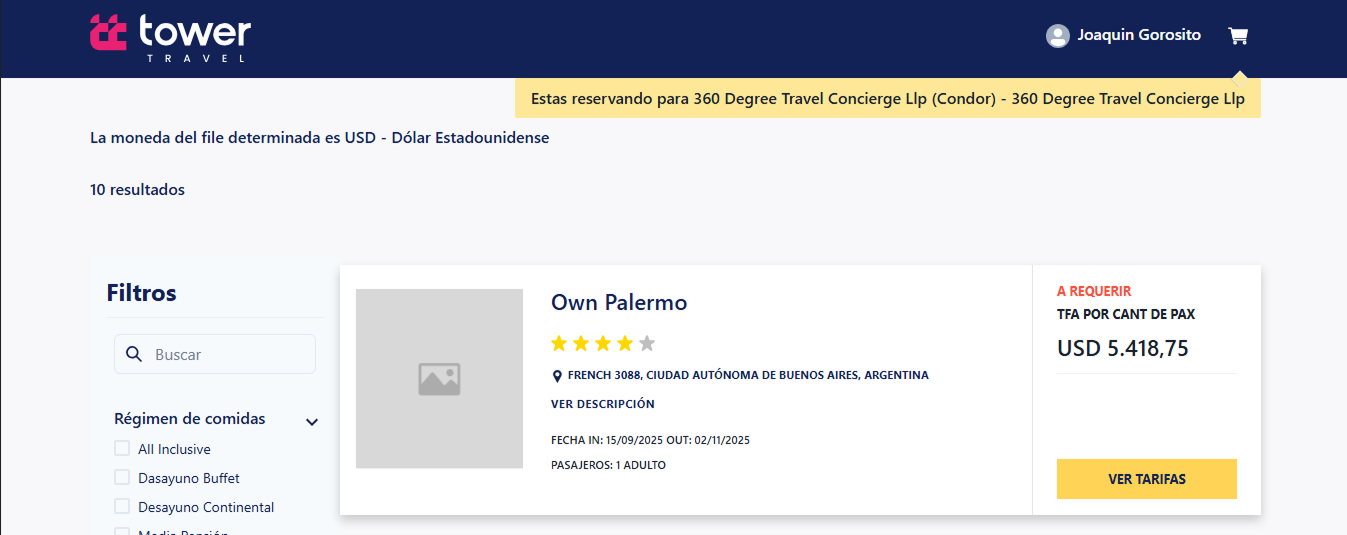 tower
TRAVEL
Joaquin Gorosito
Estas reservando para 360 Degree Travel Concierge Llp (Condor) - 360 Degree Travel Concierge Llp
La moneda del file determinada es USD - Dólar Estadounidense
10 resultados
Filtros
Buscar
Régimen de comidas
All Inclusive
Dasayuno Buffet
Desayuno Continental
Media Pensión
Own Palermo
FRENCH 3088, CIUDAD AUTÓNOMA DE BUENOS AIRES, ARGENTINA
VER DESCRIPCIÓN
FECHA IN: 15/09/2025 OUT: 02/11/2025
PASAJEROS: 1 ADULTO
A REQUERIR
TFA POR CANT DE PAX
USD 5.418,75
VER TARIFAS